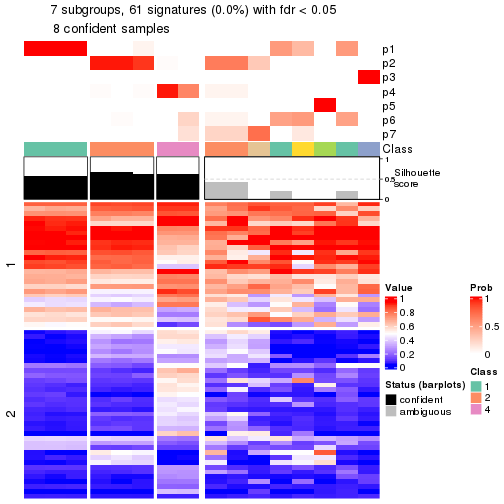 7 subgroups, 61 signatures (0.0%) with fdr < 0.05
8 confident samples
p1
p2
p3
p4
p5
p6
p7
Class
1
0.5
0
Silhouette
score
1
2
Value
1
0.8
0.6
0.4
0.2
0
Prob
1
0.5
0
Status (barplots)
confident
ambiguous
Class
1
2
4